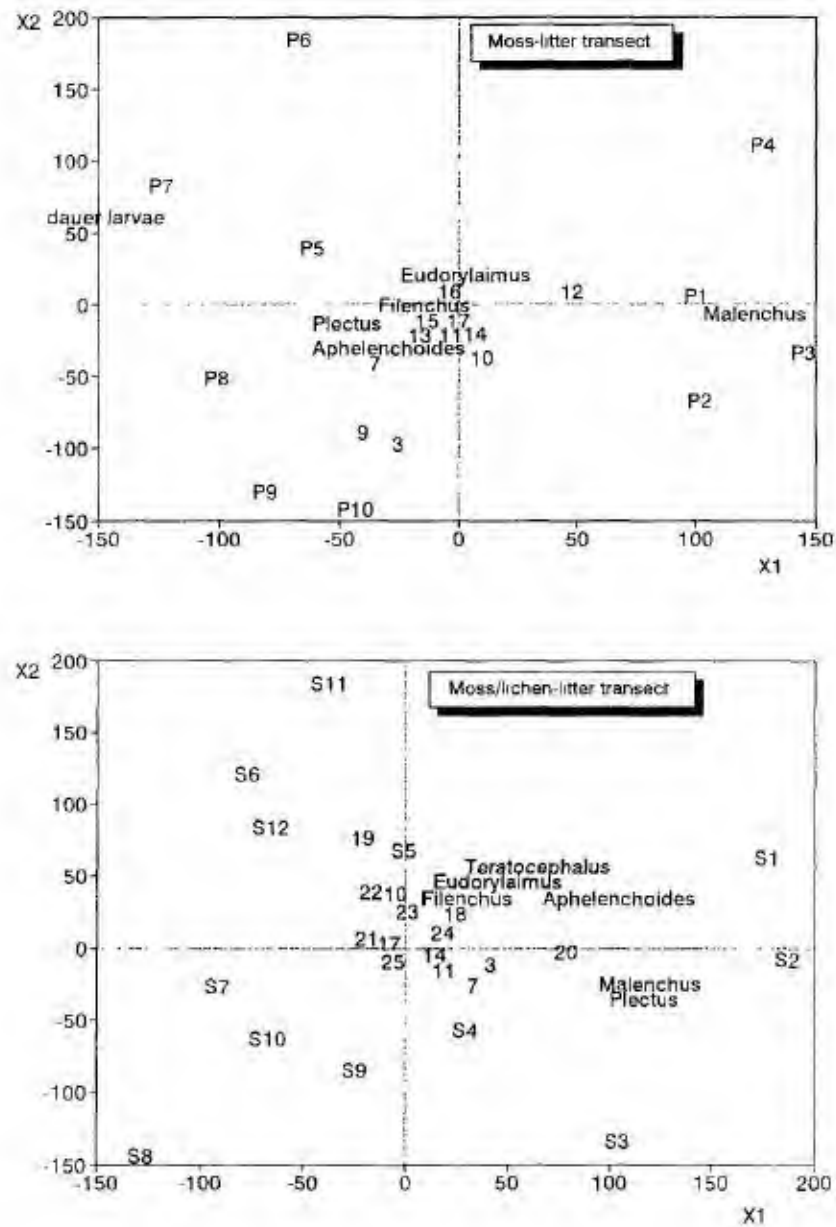 X2 200 P6 Moss-litter transect
150
100 P4
P7
dauer larvae
50 P5
Eudorylaimus
16 12 P1
0 Filenchus Malenchus
Plectus 15 17
13 11 14 P3
Aphelenchoides
7 10
-50 P8 P2
9 3
-100
P9
P10
-150
-150 -100 -50 0 50 100 150
X1
X2 200
S11 Moss/lichen-litter transect
150
S6
100
S12 19
S5 S1
50 Teratocephalus
Eudorylaimus
22 10 Filenchus Aphelenchoides
23 18
21 17 24
0 14 20 S2
25 11 3
S7 7 Malenchus
Plectus
-50 S4
S10
S9
-100
S3
S8
-150
-150 -100 -50 0 50 100 150 200
X1